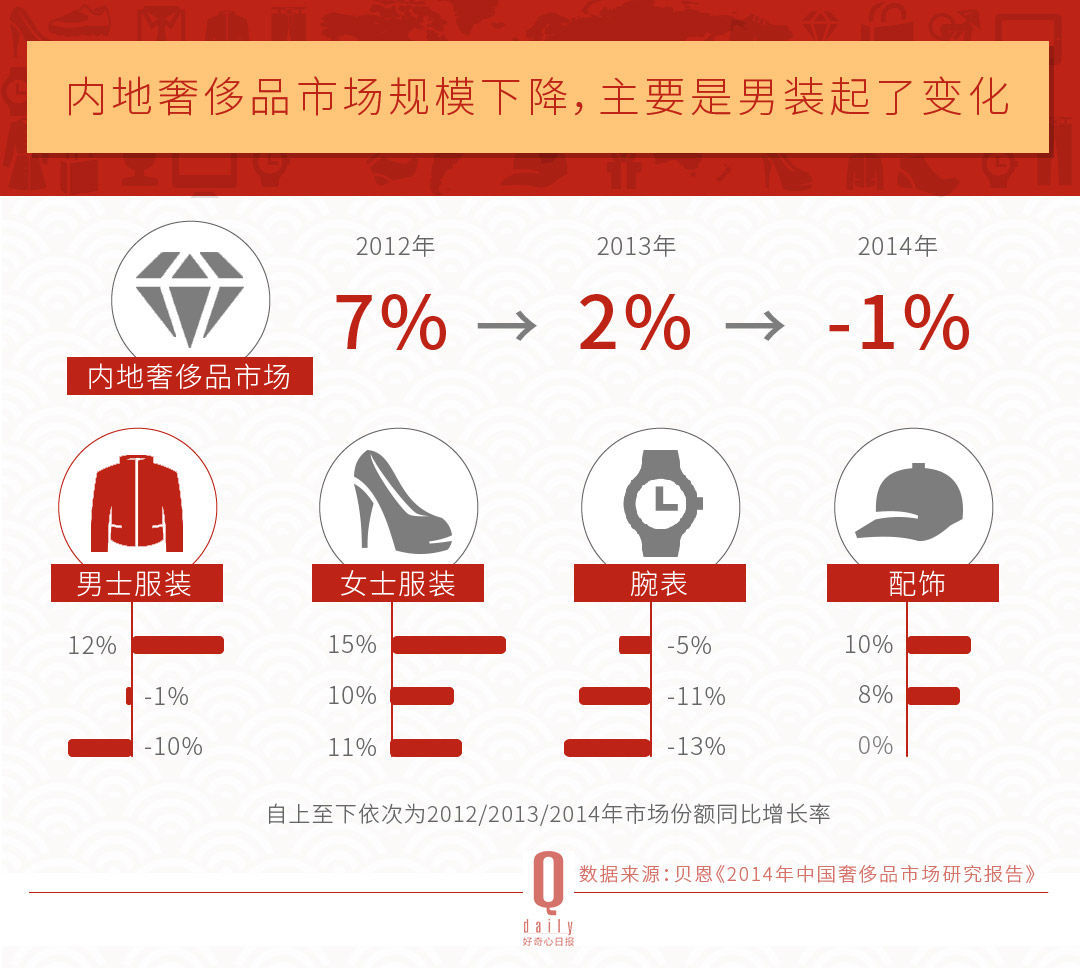 内地奢侈品市场规模下降，主要是男装起了变化
2012年
2013年
2014年
7%
→
2%
→
-1%
内地奢侈品市场
男士服装
女士服装
腕表
配饰
12%
15%
-5%
10%
-1%
10%
-11%
8%
-10%
11%
-13%
0%
自上至下依次为2012/2013/2014年市场份额同比增长率
数据来源：贝恩《2014年中国奢侈品市场研究报告》
Q
daily
好奇心日报